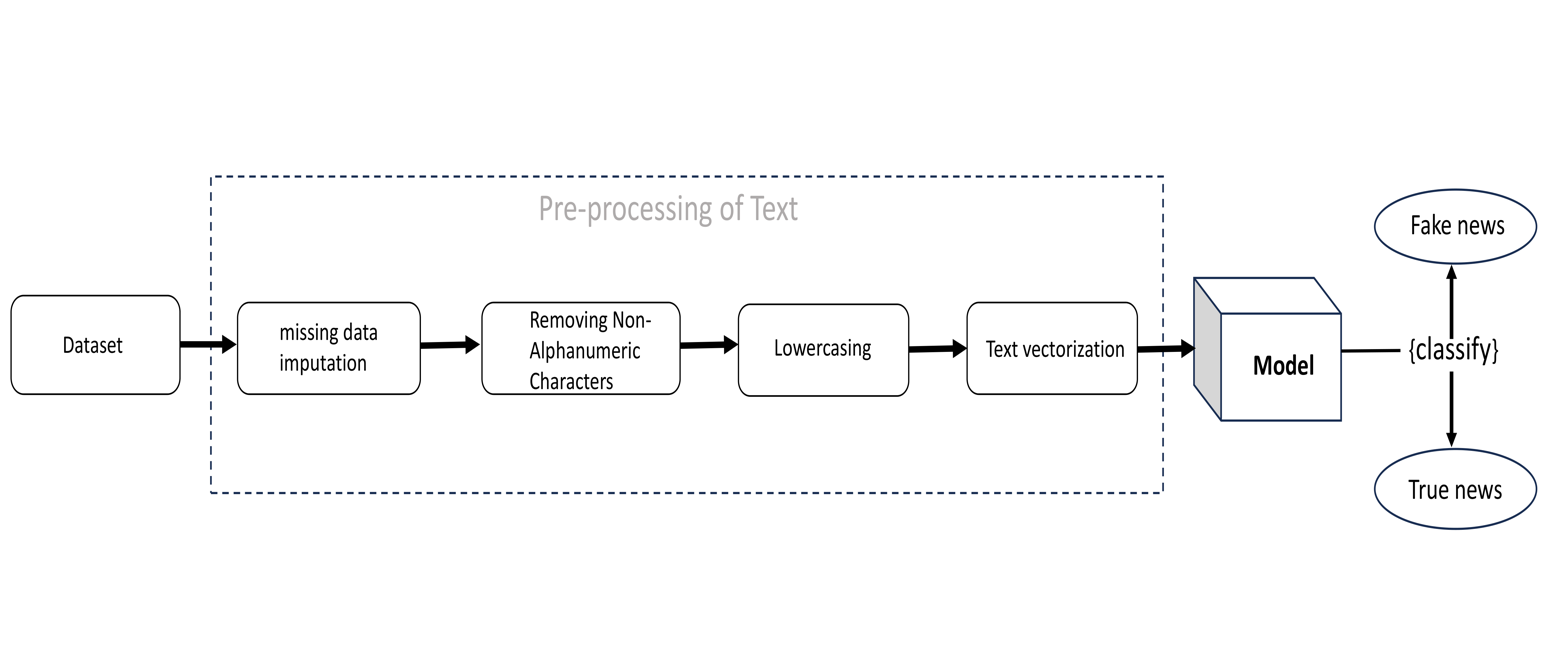 Pre-processing of Text
Dataset
missing data
imputation
Removing Non-
Alphanumeric
Characters
Lowercasing
Text vectorization
Model
{classify}
Fake news
True news